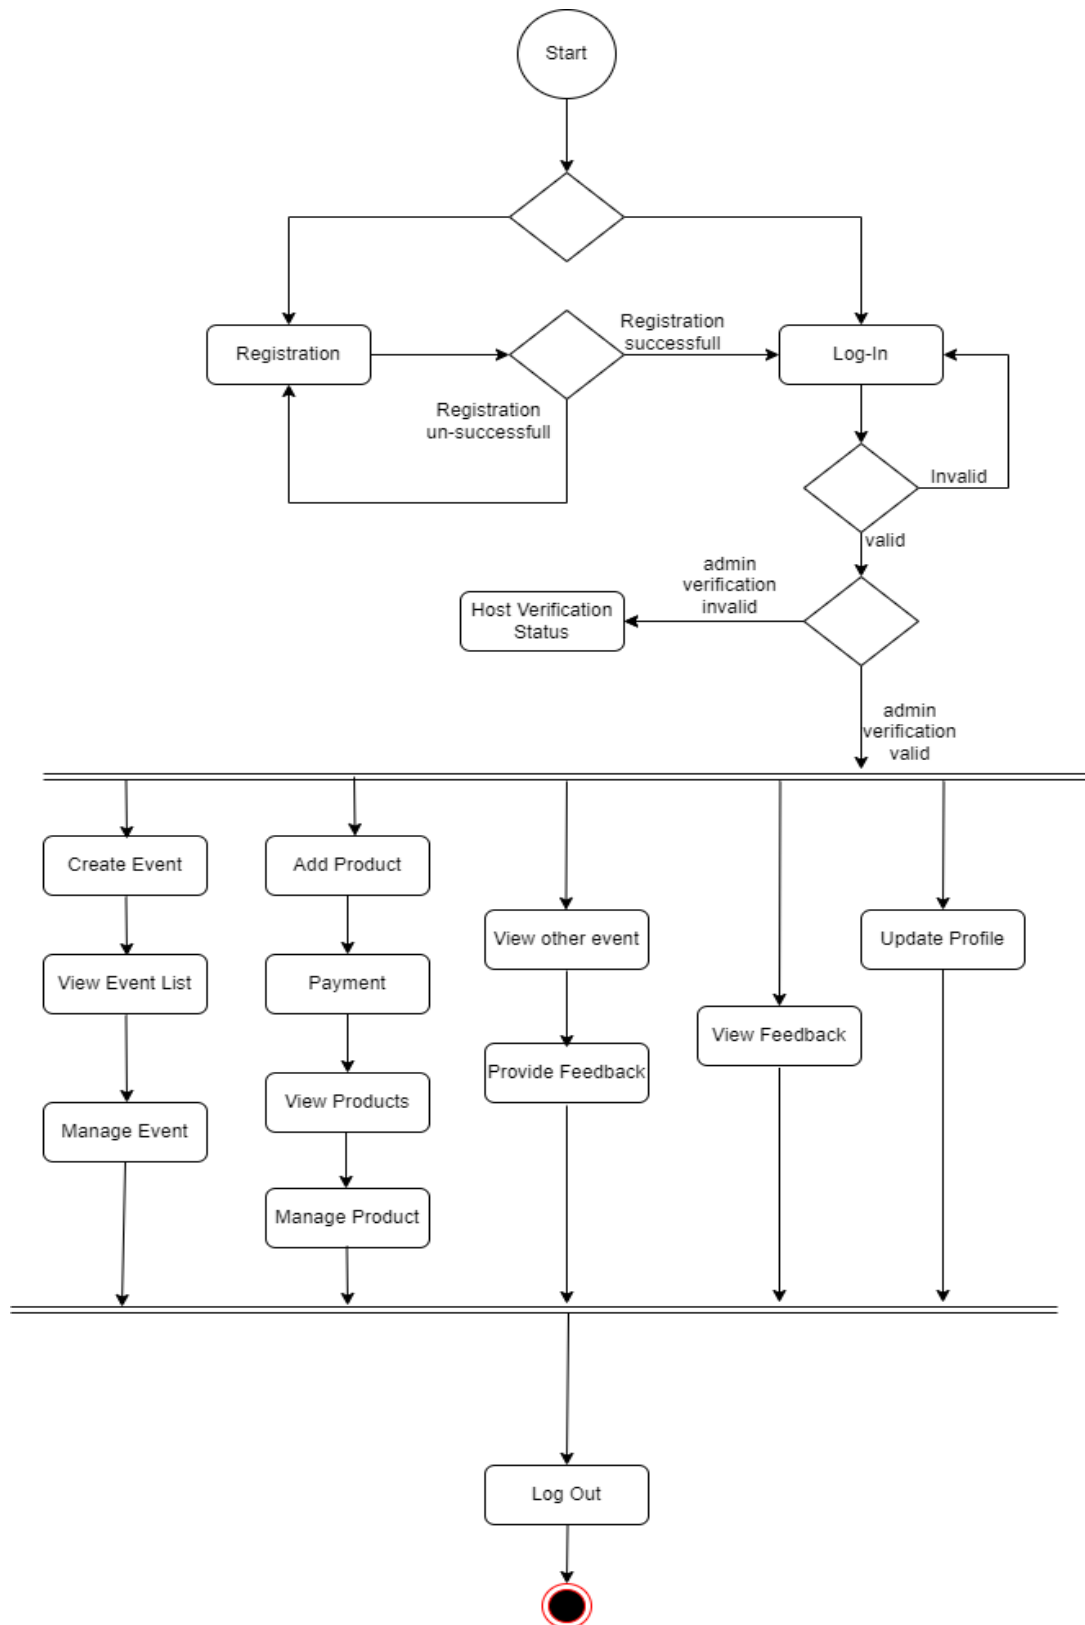 Start
Registration
successfull
Registration
Log-In
Registration
un-successfull
Invalid
valid
admin
verification
invalid
Host Verification
Status
admin
verification
valid
Create Event
Add Product
View other event
Update Profile
View Event List
Payment
View Feedback
Provide Feedback
View Products
Manage Event
Manage Product
Log Out